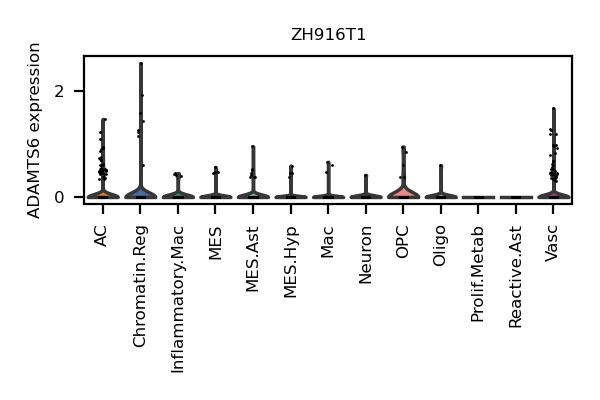 ZH916T1
ADAMTS6 expression
2
0
AC
Chromatin.Reg
Inflammatory.Mac
MES
MES.Ast
MES.Hyp
Mac
Neuron
OPC
Oligo
Prolif.Metab
Reactive.Ast
Vasc